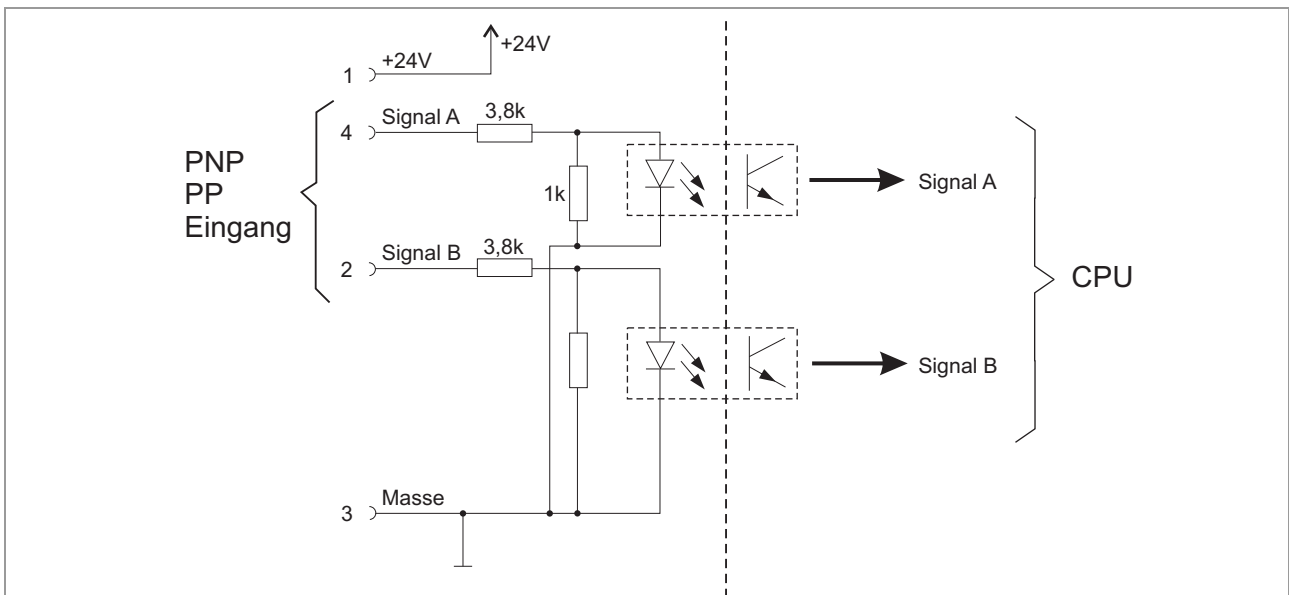 +24V
1 +24V
4 Signal A 3,8k
PNP
PP
Eingang
1k
Signal A
2 Signal B 3,8k
CPU
Signal B
3 Masse